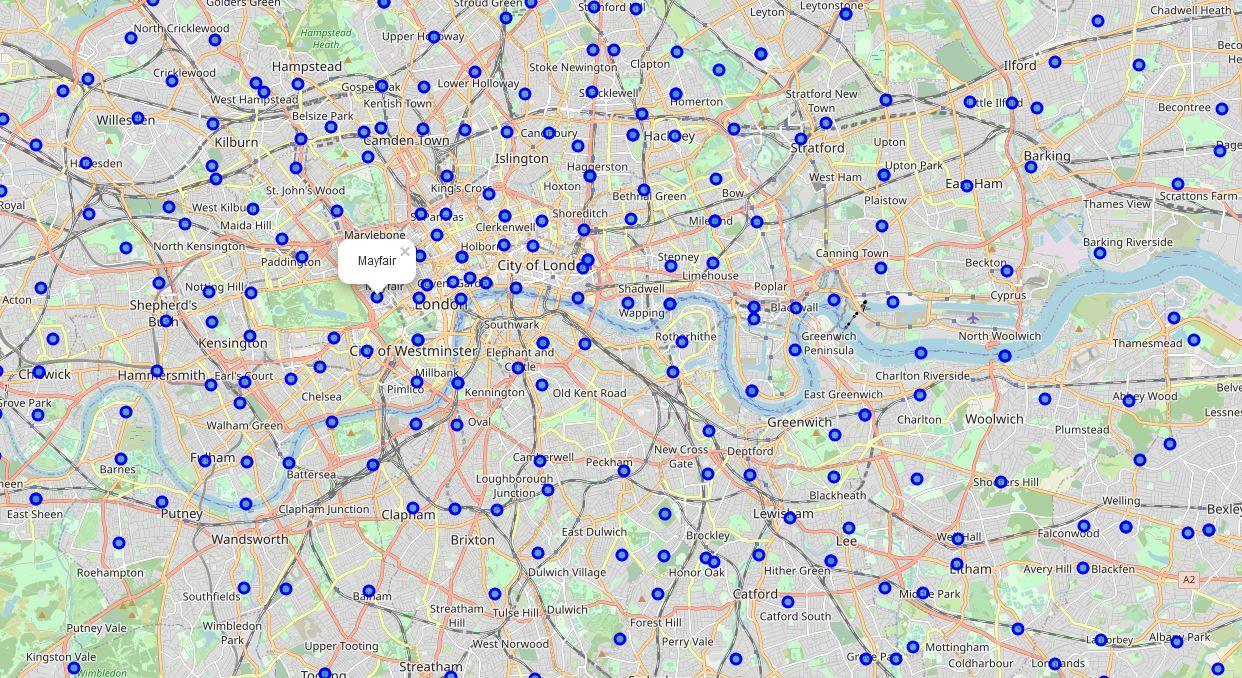 Golders Green
Stroud Green
Stamford Hill
Leyton
Leytonstone
Chadwell Heath
North Cricklewood
Hampstead
Heath
Upper Holloway
Cricklewood
Hampstead
Stoke Newington
Clapton
Ilford
West Hampstead
Gospel Oak
Lower Holloway
Kentish Town
Shacklewell
Homerton
Stratford New
Town
Little Ilford
Becontree
Willesden
Belsize Park
Kilburn
Camden Town
Canonbury
Hackney
Stratford
Upton
Harlesden
Islington
Haggerston
Upton Park
Barking
St. John's Wood
King's Cross
Hoxton
Bethnal Green
Bow
West Ham
East Ham
Royal
West Kilburn
Maida Hill
St Pancras
Clerkenwell
Shoreditch
Mile End
Plaistow
Thames View
Scrattons Farm
North Kensington
Marylebone
Holborn
Stepney
Canning Town
Barking Riverside
Paddington
Mayfair
×
City of London
Limehouse
Beckton
Acton
Notting Hill
Covent Garden
Shadwell
Poplar
Cyprus
Shepherd's
Bush
London
Wapping
Blackwall
Southwark
Rotherhithe
Greenwich
Peninsula
North Woolwich
Kensington
City of Westminster
Elephant and
Castle
Thamesmead
Chiswick
Hammersmith
Earl's Court
Millbank
Pimlico
Kennington
Old Kent Road
Charlton Riverside
Grove Park
Chelsea
East Greenwich
Abbey Wood
Walham Green
Oval
Greenwich
Charlton
Woolwich
Plumstead
Barnes
Fulham
Battersea
Camberwell
Peckham
New Cross
Gate
Deptford
Loughborough
Junction
Blackheath
Shooters Hill
Welling
East Sheen
Putney
Clapham Junction
Clapham
Lewisham
Wandsworth
Brixton
East Dulwich
Brockley
Lee
Well Hall
Falconwood
Roehampton
Dulwich Village
Honor Oak
Hither Green
Eltham
Avery Hill
Blackfen
A2
Southfields
Balham
Catford
Middle Park
Streatham
Hill
Tulse Hill
Dulwich
Catford South
Putney Vale
Wimbledon
Park
Forest Hill
Upper Tooting
West Norwood
Perry Vale
Mottingham
Lamorbey
Albany Park
Kingston Vale
Wimbledon
Streatham
Grove Park
Coldharbour
Longlands